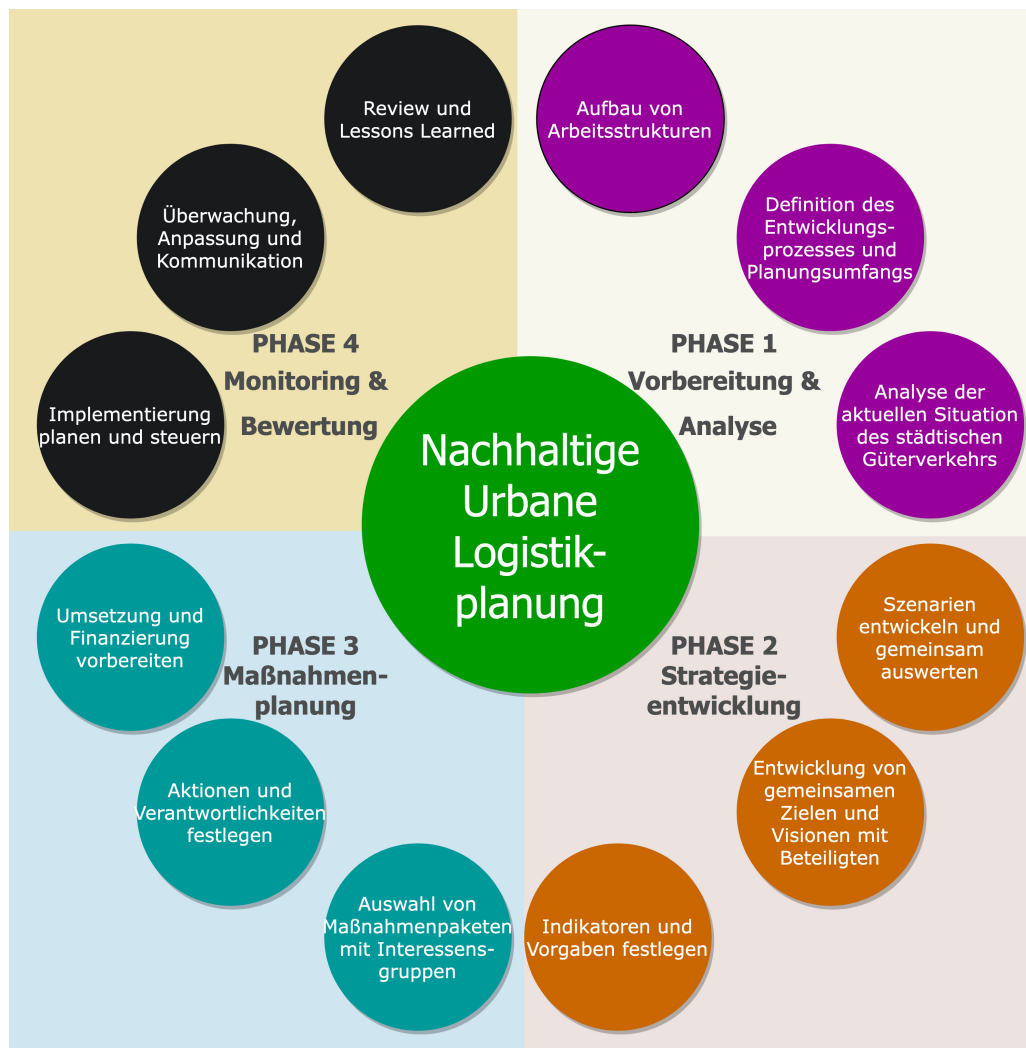 Nachhaltige
Urbane
Logistik-
planung
PHASE 1
Vorbereitung &
Analyse
Aufbau von
Arbeitsstrukturen
Definition des
Entwicklungs-
prozesses und
Planungsumfangs
Analyse der
aktuellen Situation
des städtischen
Güterverkehrs
PHASE 2
Strategie-
entwicklung
Szenarien
entwickeln und
gemeinsam
auswerten
Entwicklung von
gemeinsamen
Zielen und
Visionen mit
Beteiligten
Indikatoren und
Vorgaben festlegen
PHASE 3
Maßnahmen-
planung
Auswahl von
Maßnahmenpaketen
mit Interessens-
gruppen
Aktionen und
Verantwortlichkeiten
festlegen
Umsetzung und
Finanzierung
vorbereiten
PHASE 4
Monitoring &
Bewertung
Implementierung
planen und steuern
Überwachung,
Anpassung und
Kommunikation
Review und
Lessons Learned